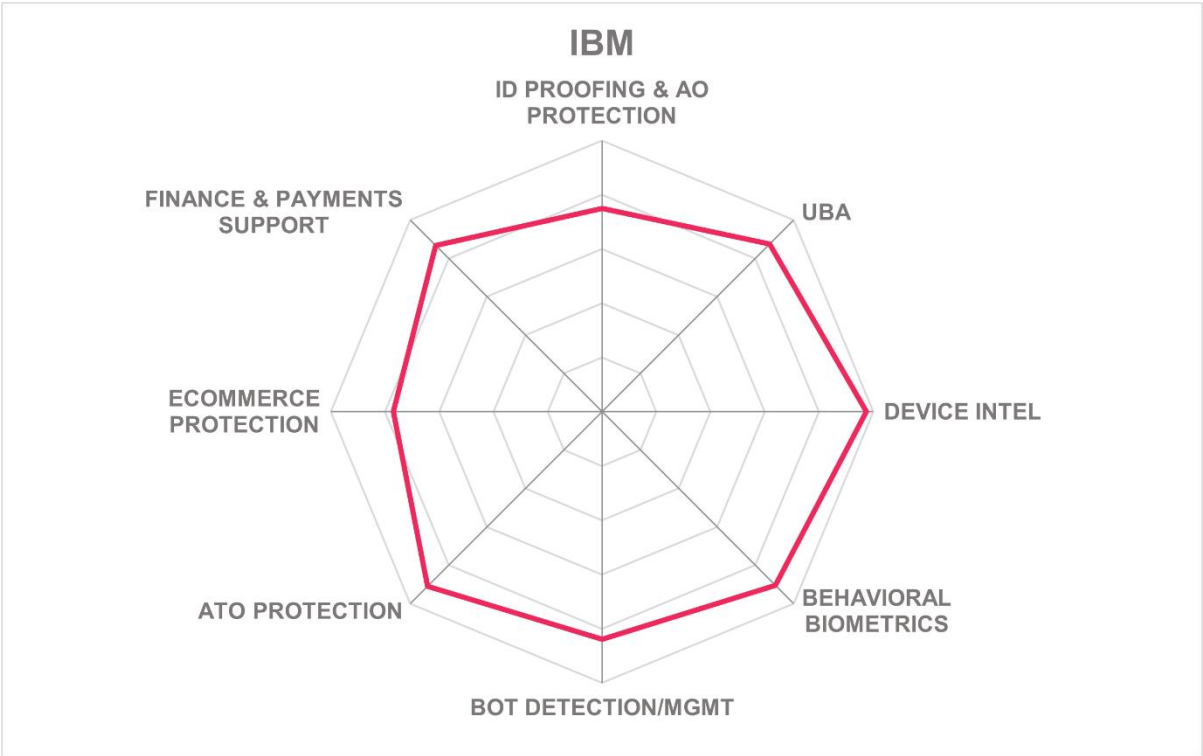 IBM
ID PROOFING & AO
PROTECTION
UBA
DEVICE INTEL
BEHAVIORAL
BIOMETRICS
BOT DETECTION/MGMT
ATO PROTECTION
ECOMMERCE
PROTECTION
FINANCE & PAYMENTS
SUPPORT